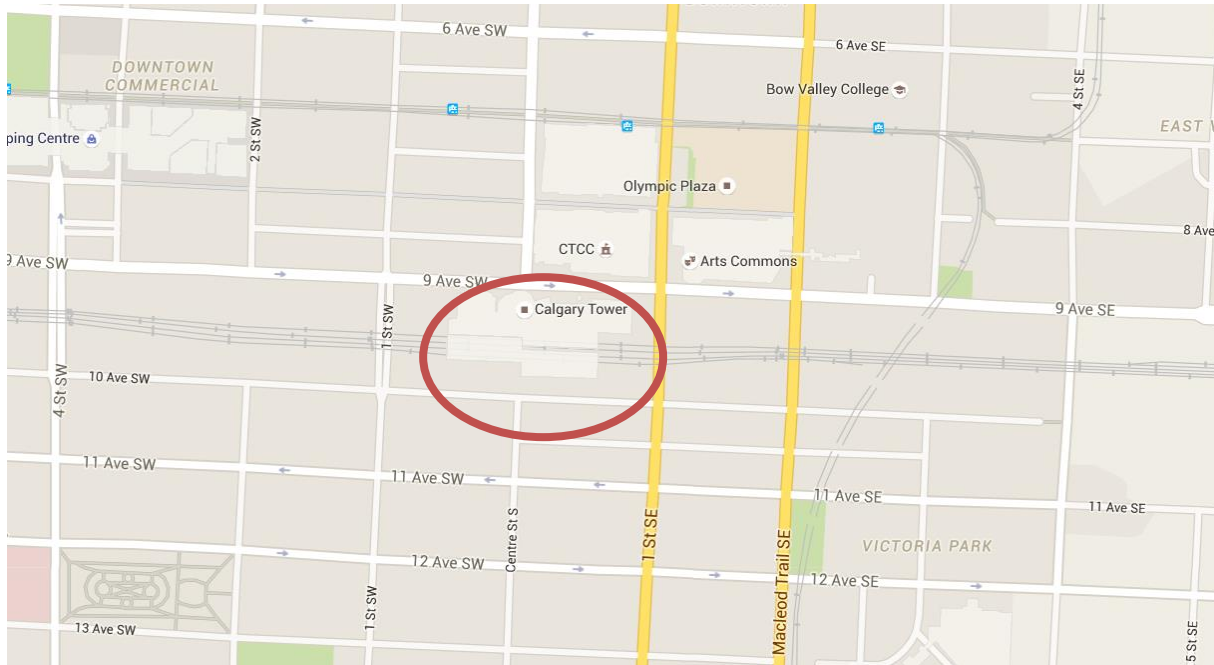 6 Ave SW
6 Ave SE
DOWNTOWN
COMMERCIAL
Bow Valley College
4 St SE
ping Centre
2 St SW
EAST V
Olympic Plaza
8 Ave
CTCC
Arts Commons
9 Ave SW
9 Ave SW
Calgary Tower
9 Ave SE
1 St SW
10 Ave SW
4 St SW
11 Ave SW
11 Ave SW
11 Ave SE
11 Ave SE
Centre St S
1 St SE
Macleod Trail SE
VICTORIA PARK
12 Ave SW
12 Ave SE
1 St SW
13 Ave SW
5 St SE